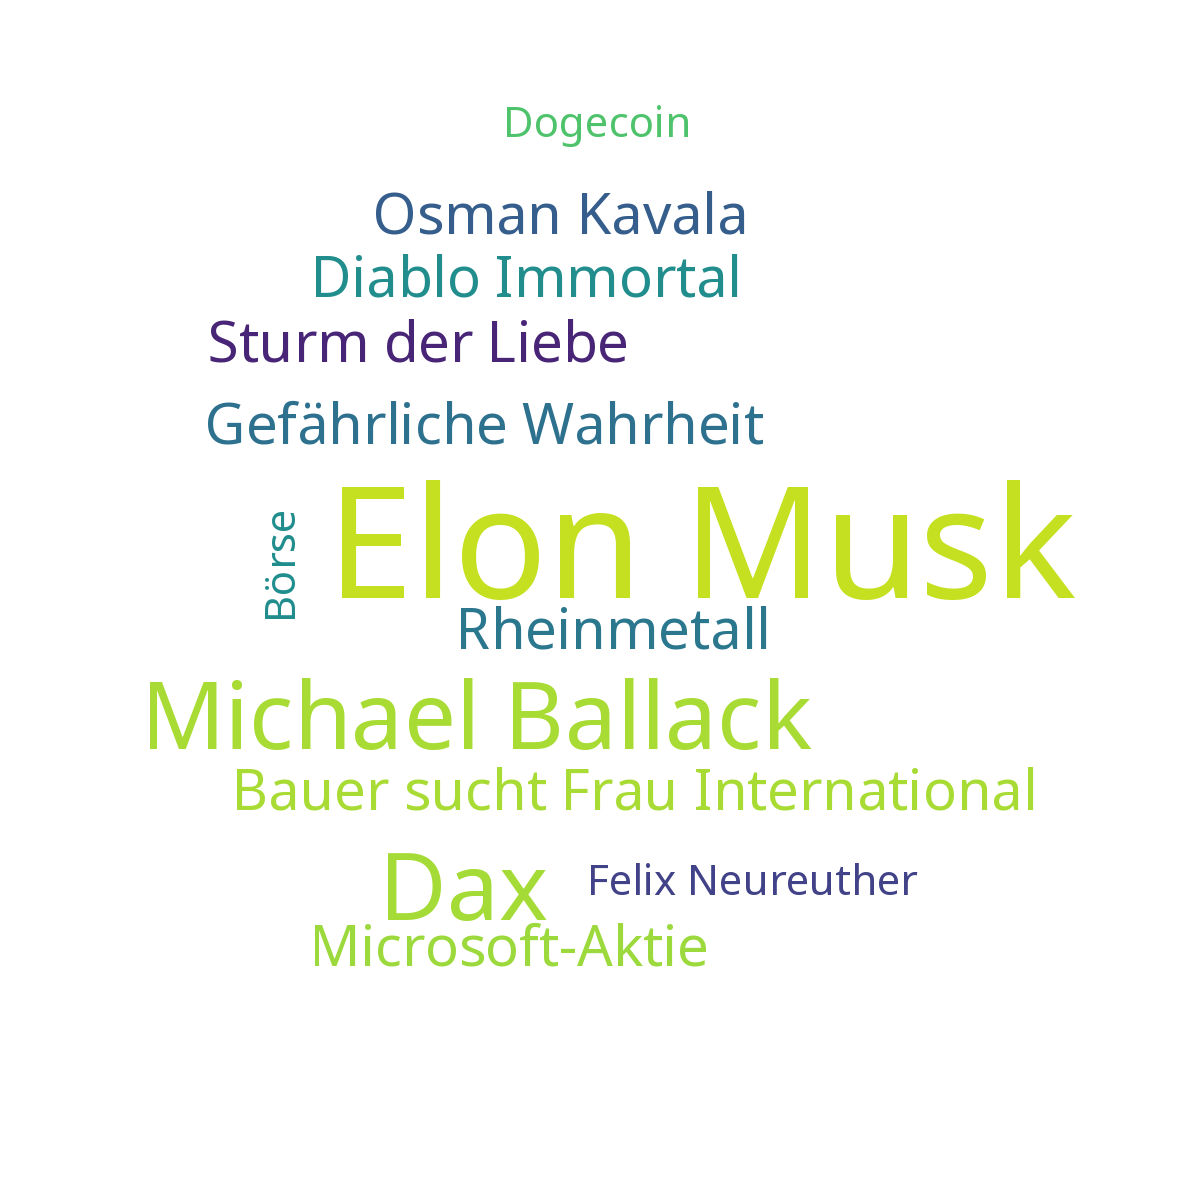 Dogecoin
Osman Kavala
Diablo Immortal
Sturm der Liebe
Gefährliche Wahrheit
Elon Musk
Börse
Rheinmetall
Michael Ballack
Bauer sucht Frau International
Dax
Felix Neureuther
Microsoft-Aktie